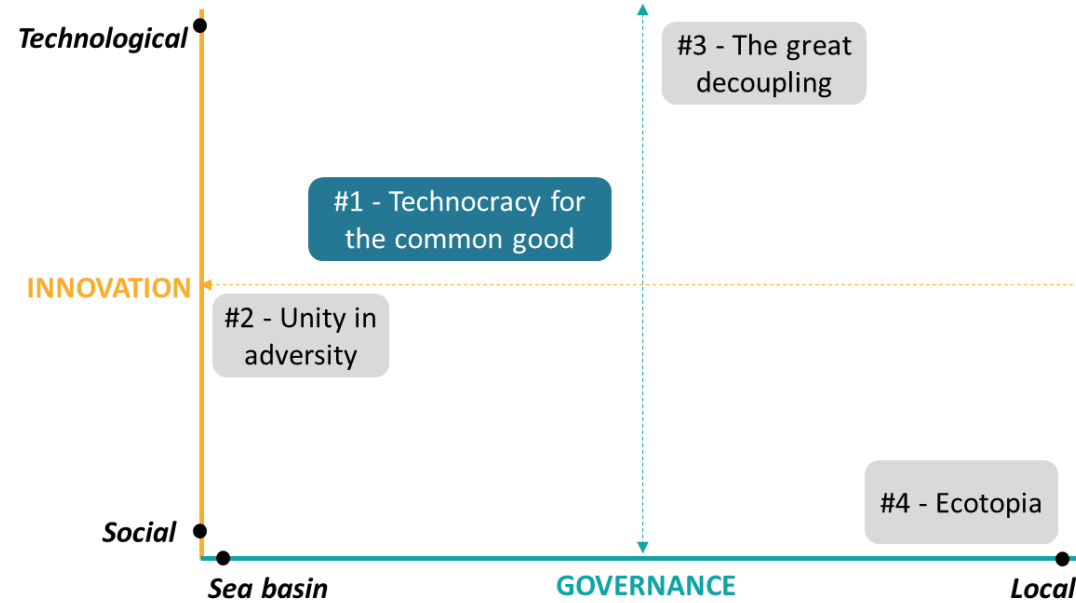 Technological
#3 - The great
decoupling
#1 - Technocracy for
the common good
INNOVATION
#2 - Unity in
adversity
#4 - Ecotopia
Social
Sea basin
GOVERNANCE
Local